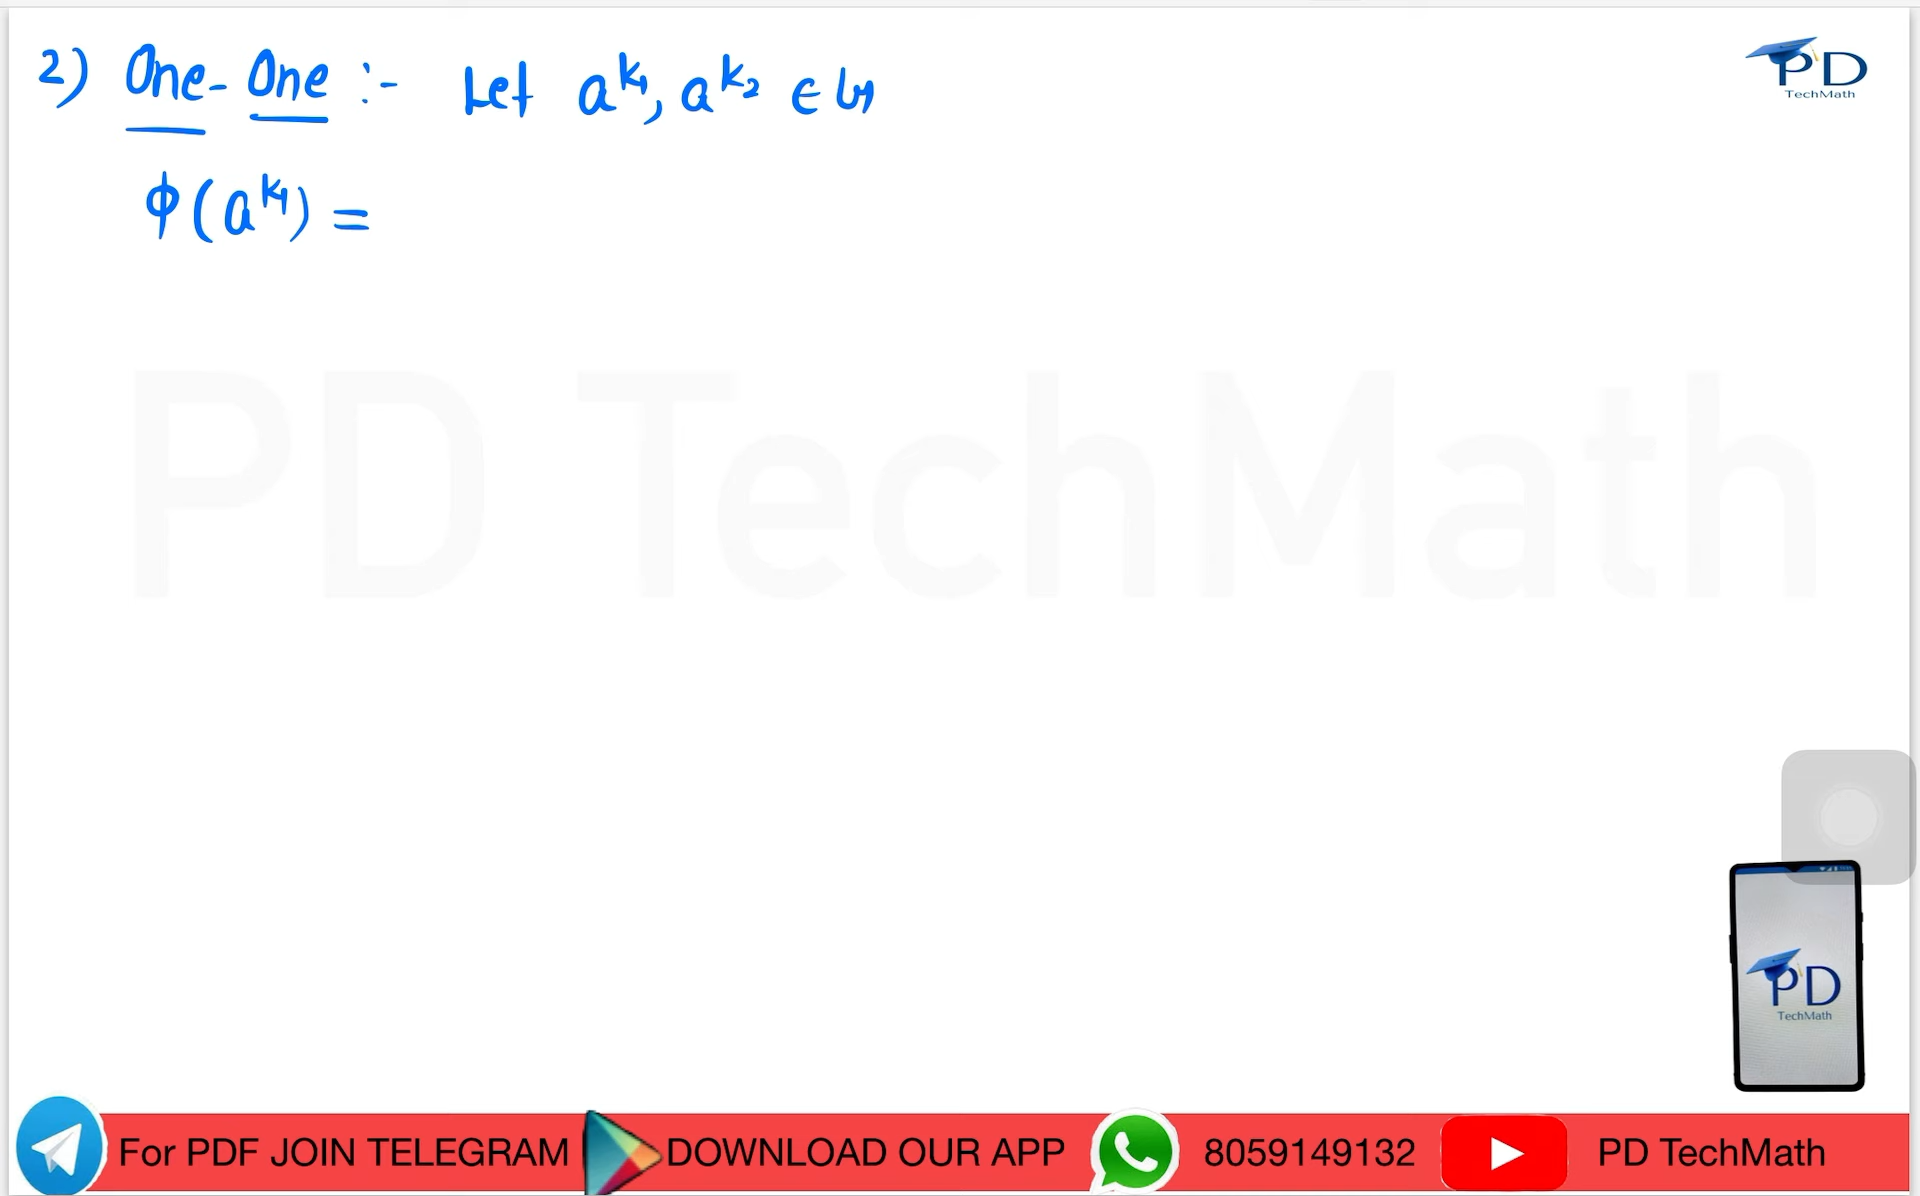 2) One-One :- Let a^k₁, a^k₂ ∈ G
ϕ(a^k₁) =
PD
TechMath
PD TechMath
PD
TechMath
For PDF JOIN TELEGRAM DOWNLOAD OUR APP 8059149132 PD TechMath